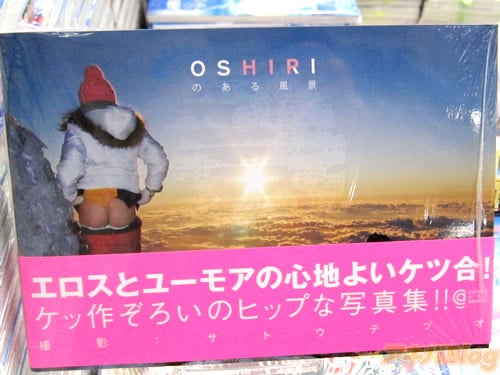 OSHIRI
のある風景
エロスとユーモアの心地よいケツ合!
ケッ作ぞろいのヒップな写真集!!@
撮影:サトウテツオ